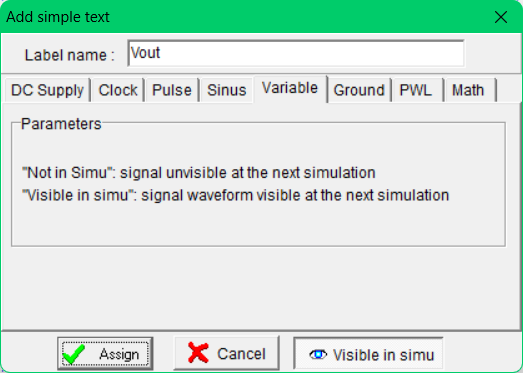 Add simple text
Label name : Vout
DC Supply Clock Pulse Sinus Variable Ground PWL Math
Parameters
"Not in Simu": signal unvisible at the next simulation
"Visible in simu": signal waveform visible at the next simulation
Assign Cancel Visible in simu